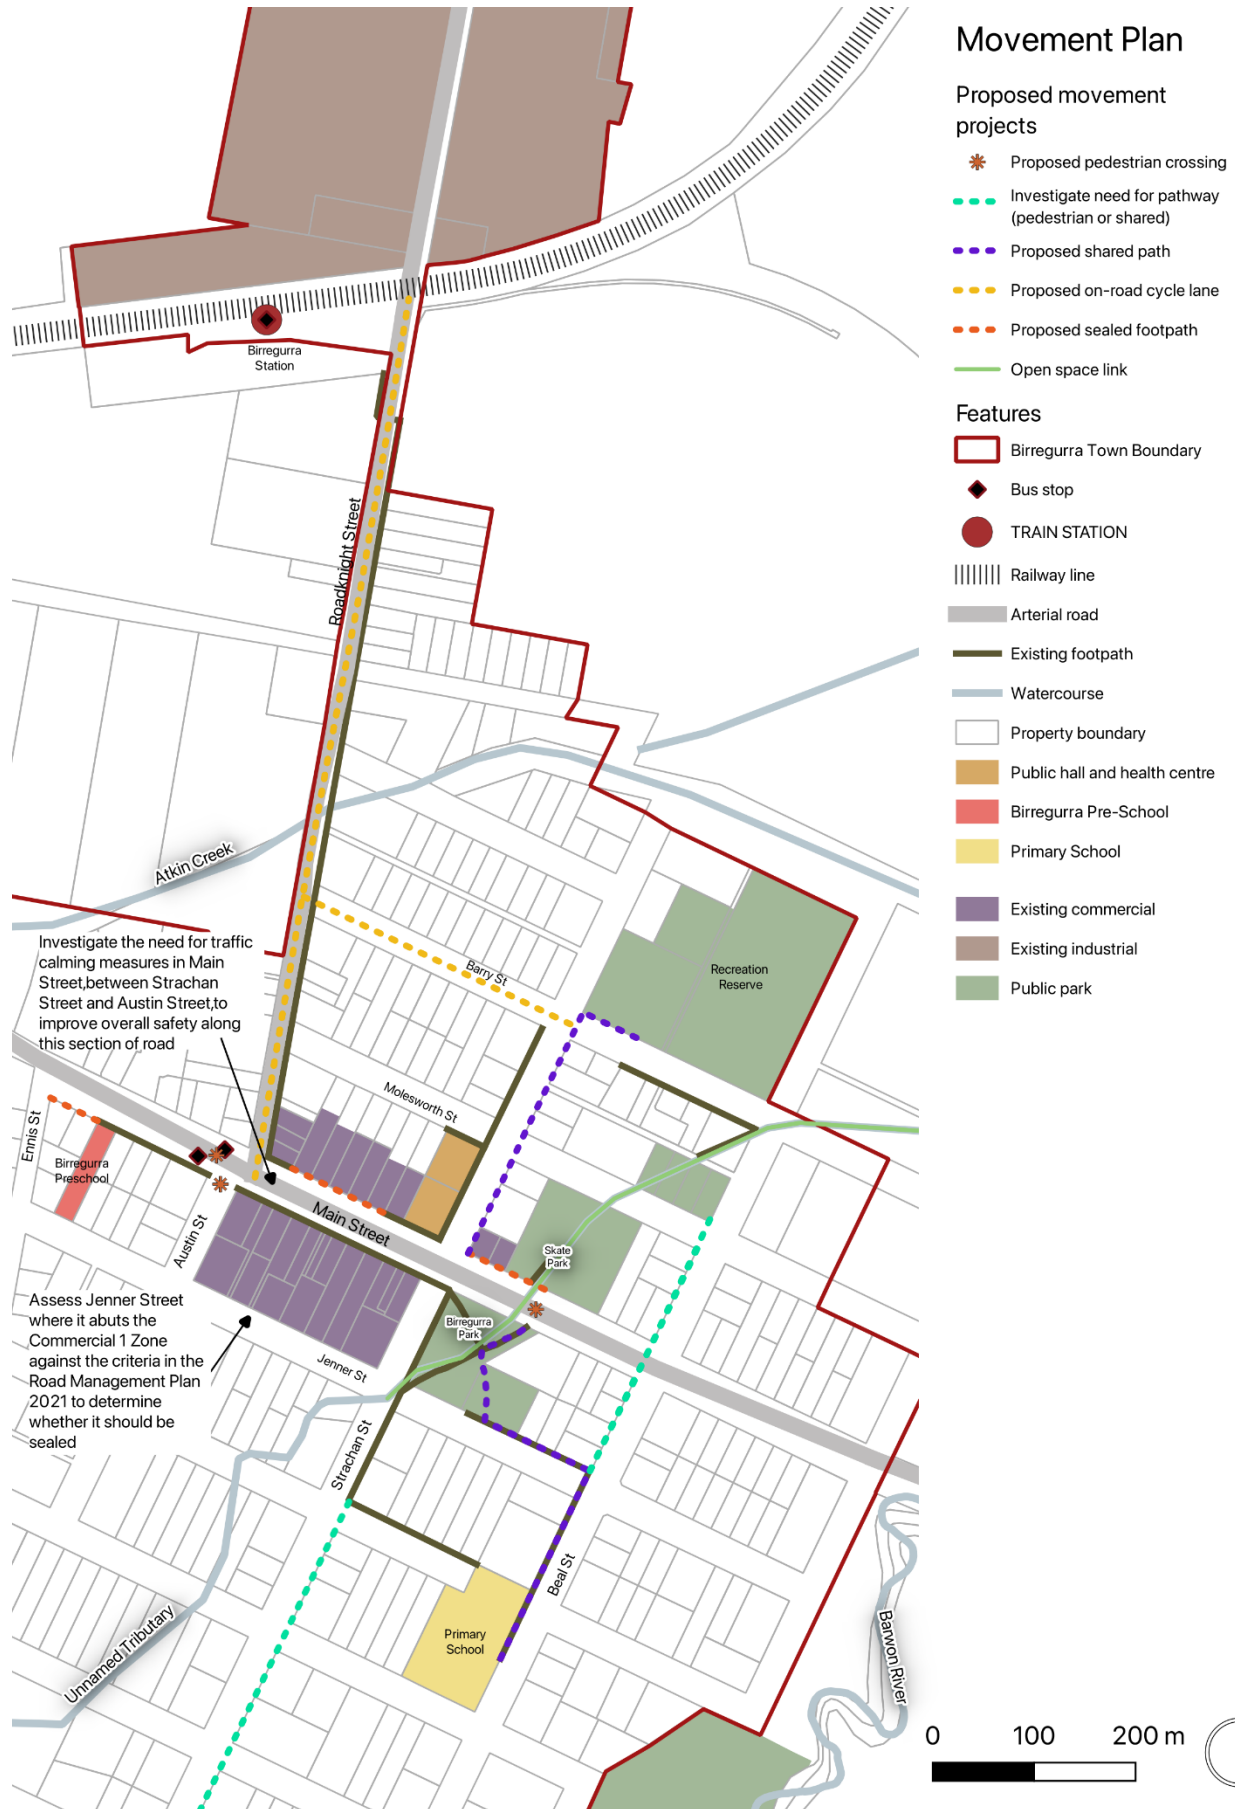 Movement Plan
Proposed movement
projects
Proposed pedestrian crossing
Investigate need for pathway
(pedestrian or shared)
Proposed shared path
Proposed on-road cycle lane
Proposed sealed footpath
Open space link
Features
Birregurra Town Boundary
Bus stop
TRAIN STATION
Railway line
Arterial road
Existing footpath
Watercourse
Property boundary
Public hall and health centre
Birregurra Pre-School
Primary School
Existing commercial
Existing industrial
Public park
Birregurra
Station
Roadknight Street
Atkin Creek
Investigate the need for traffic
calming measures in Main
Street,between Strachan
Street and Austin Street,to
improve overall safety along
this section of road
Barry St
Recreation
Reserve
Molesworth St
Ennis St
Birregurra
Preschool
Main Street
Austin St
Skate
Park
Assess Jenner Street
where it abuts the
Commercial 1 Zone
against the criteria in the
Road Management Plan
2021 to determine
whether it should be
sealed
Birregurra
Park
Jenner St
Strachan St
Beal St
Primary
School
Unnamed Tributary
Barwon River
0 100 200 m